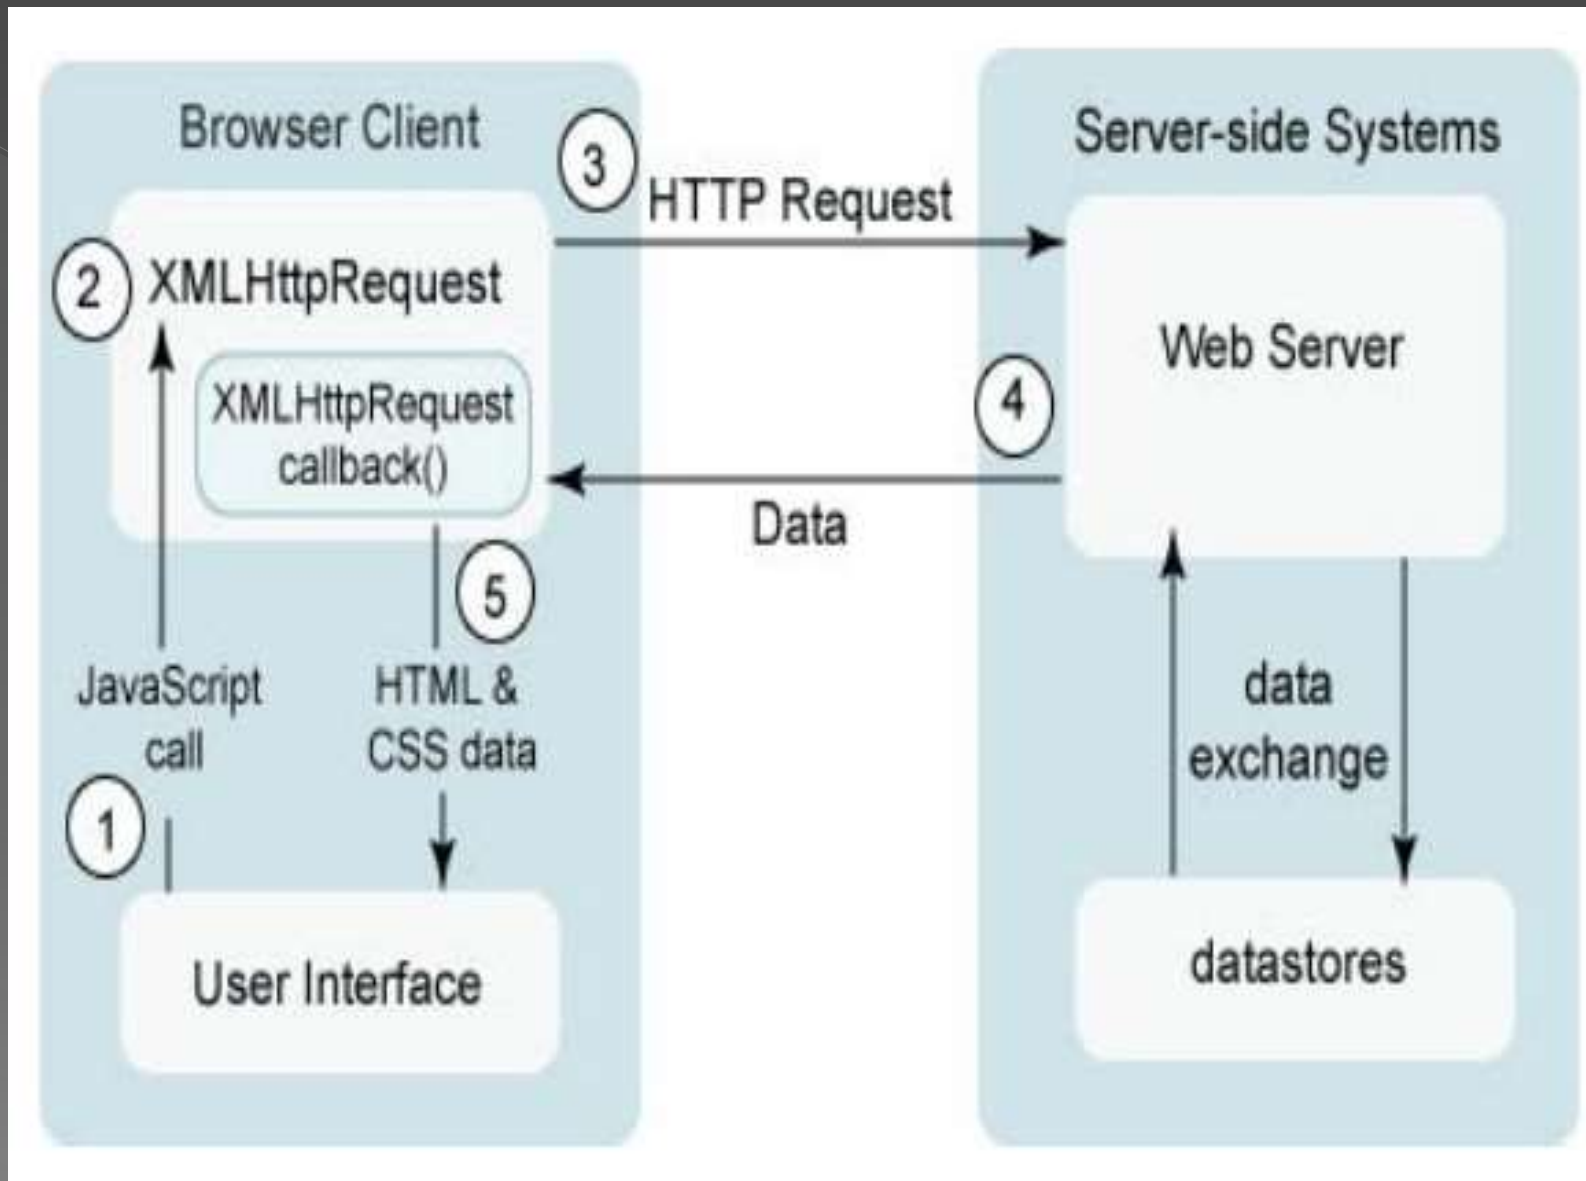 Browser Client
3
HTTP Request
2
XMLHttpRequest
XMLHttpRequest
callback()
JavaScript
call
1
5
HTML &
CSS data
User Interface
4
Data
Server-side Systems
Web Server
data
exchange
datastores